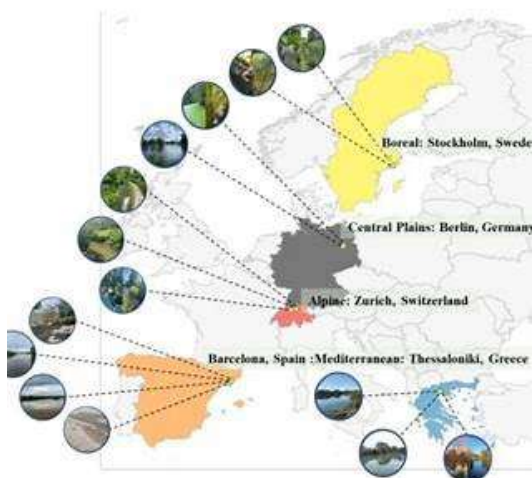 Boreal: Stockholm, Swede
Central Plains: Berlin, Germany
Alpine: Zurich, Switzerland
Barcelona, Spain :Mediterranean: Thessaloniki, Greece